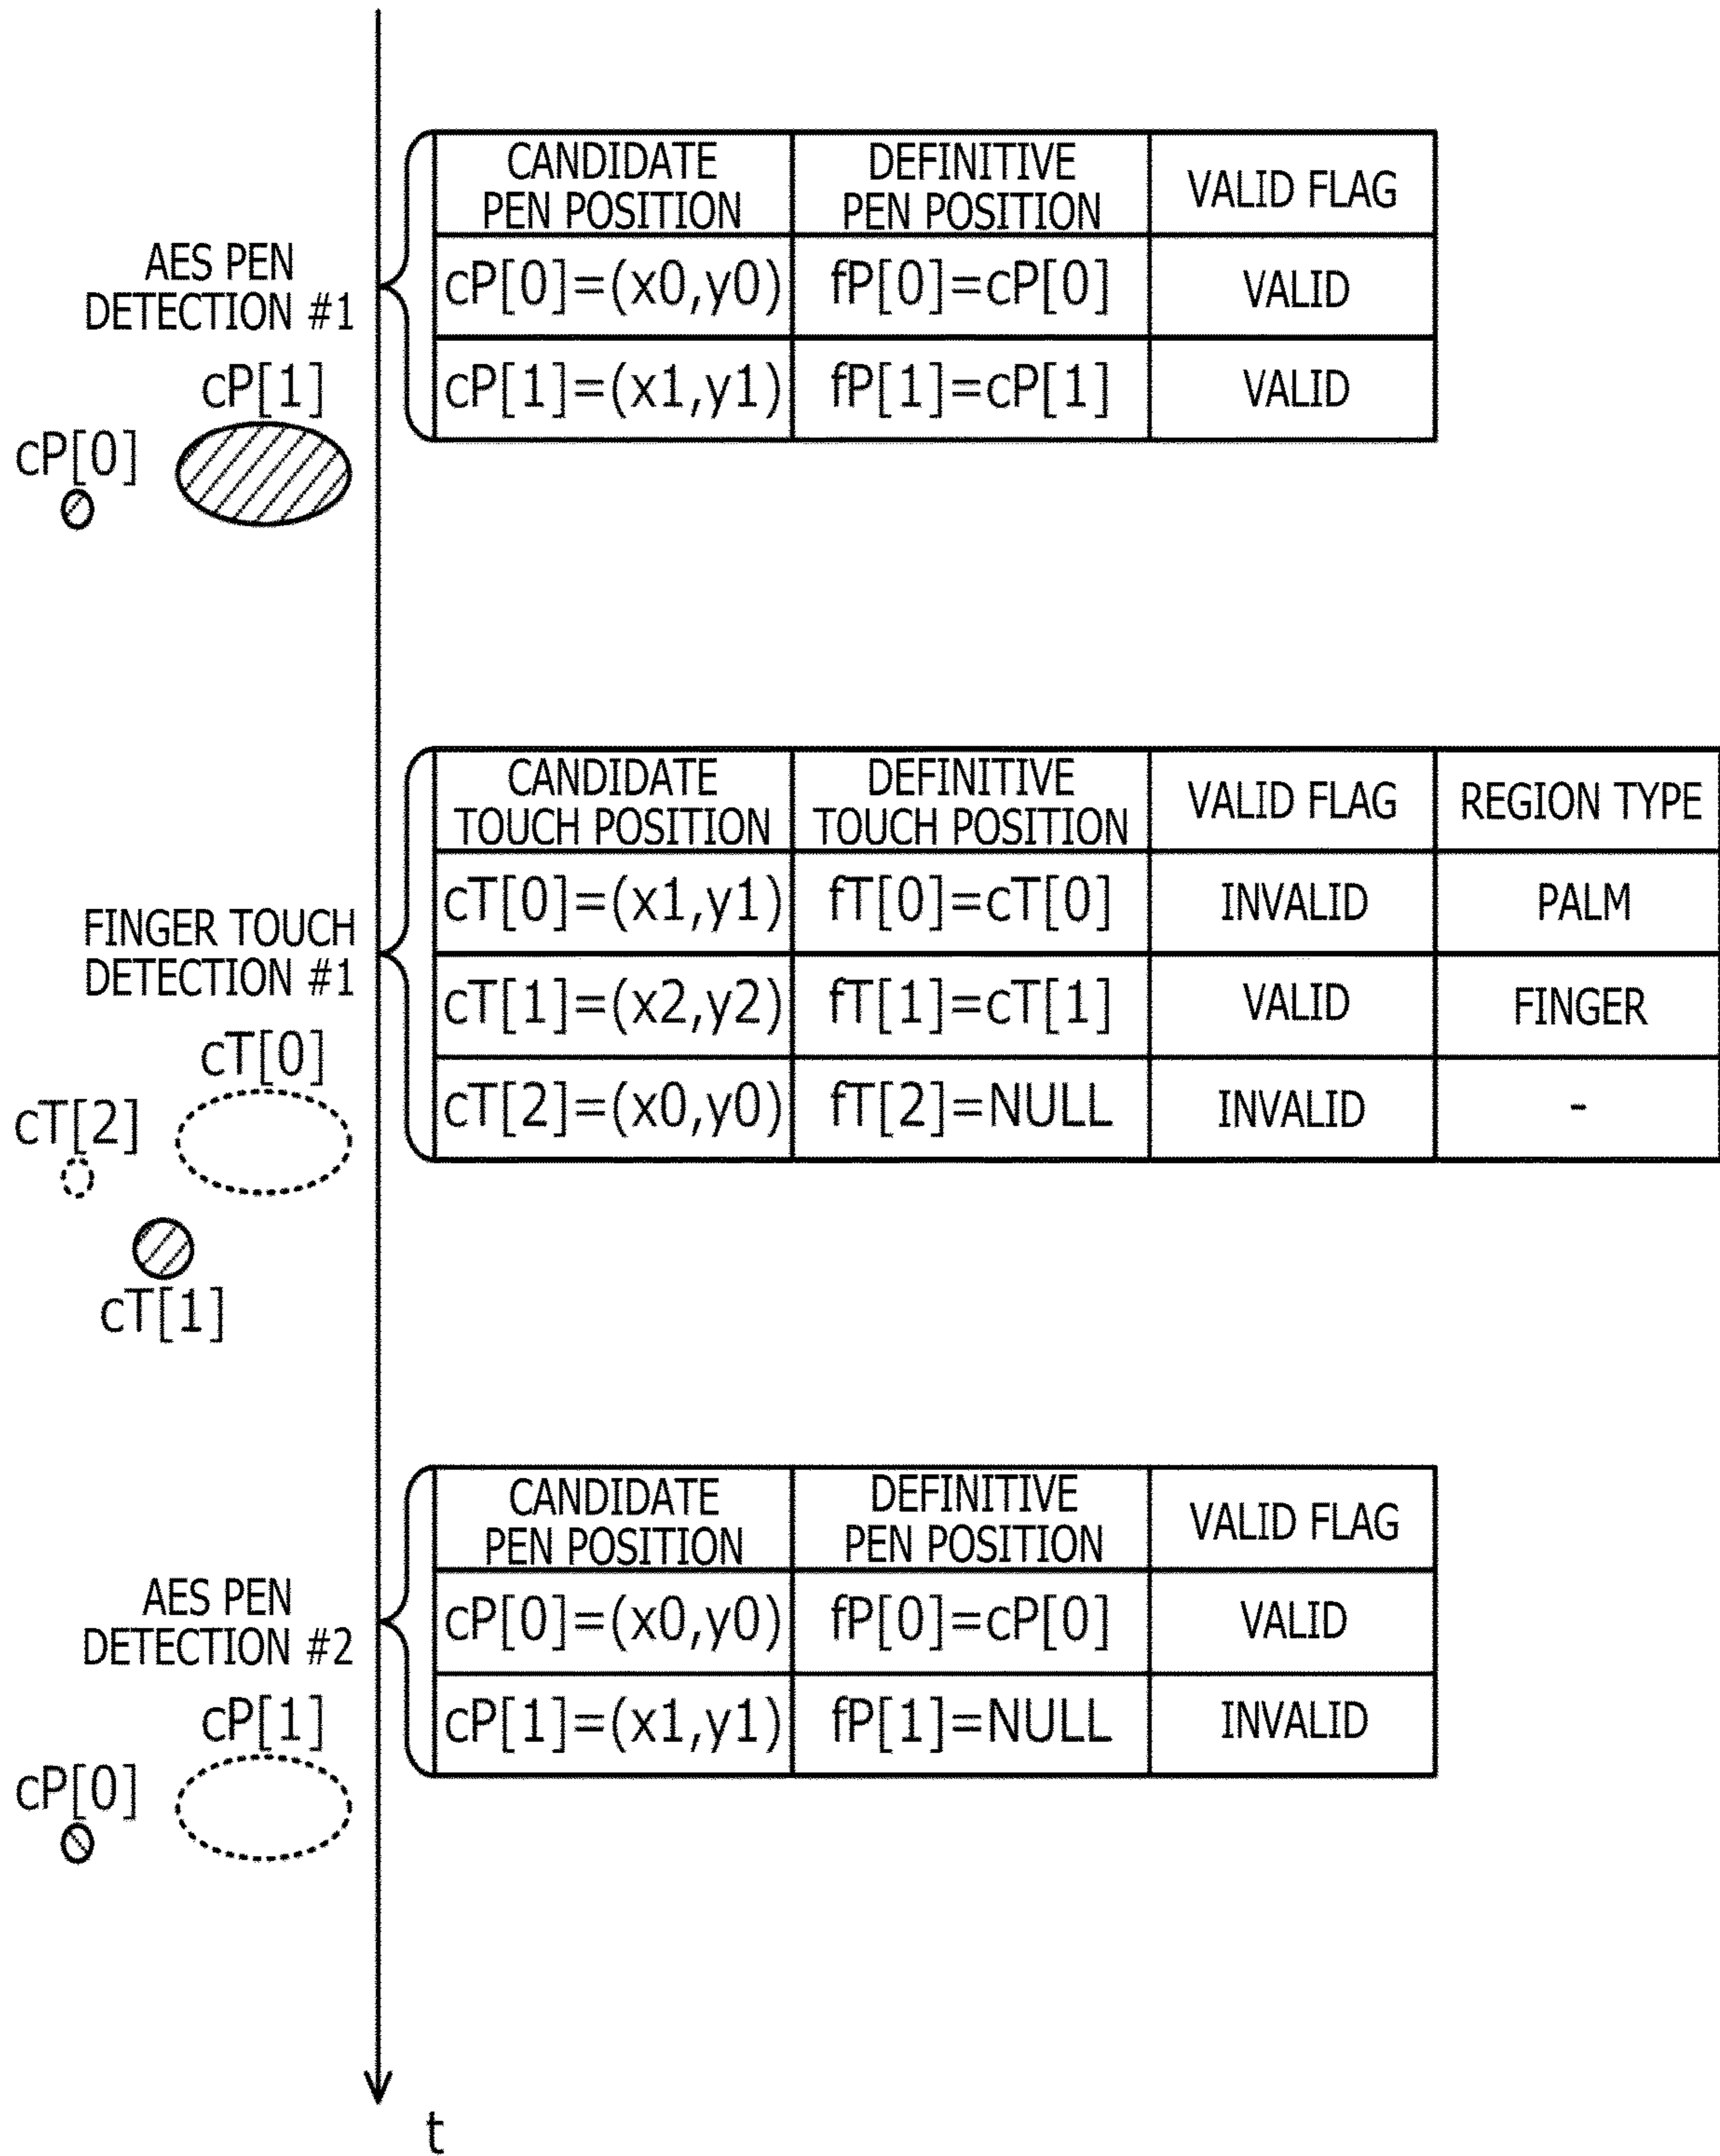 AES PEN
DETECTION #1
cP[1]
cP[0]
CANDIDATE
PEN POSITION
DEFINITIVE
PEN POSITION
VALID FLAG
cP[0]=(x0,y0)
fP[0]=cP[0]
VALID
cP[1]=(x1,y1)
fP[1]=cP[1]
VALID
FINGER TOUCH
DETECTION #1
cT[0]
cT[2]
cT[1]
CANDIDATE
TOUCH POSITION
DEFINITIVE
TOUCH POSITION
VALID FLAG
REGION TYPE
cT[0]=(x1,y1)
fT[0]=cT[0]
INVALID
PALM
cT[1]=(x2,y2)
fT[1]=cT[1]
VALID
FINGER
cT[2]=(x0,y0)
fT[2]=NULL
INVALID
-
AES PEN
DETECTION #2
cP[1]
cP[0]
CANDIDATE
PEN POSITION
DEFINITIVE
PEN POSITION
VALID FLAG
cP[0]=(x0,y0)
fP[0]=cP[0]
VALID
cP[1]=(x1,y1)
fP[1]=NULL
INVALID
t